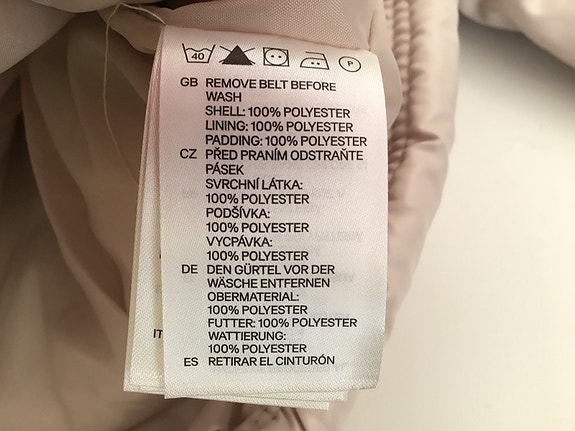 40
P
GB REMOVE BELT BEFORE
WASH
SHELL: 100% POLYESTER
LINING: 100% POLYESTER
PADDING: 100% POLYESTER
CZ PŘED PRANÍM ODSTRAŇTE
PÁSEK
SVRCHNÍ LÁTKA:
100% POLYESTER
PODŠÍVKA:
100% POLYESTER
VYCPÁVKA:
100% POLYESTER
DE DEN GÜRTEL VOR DER
WÄSCHE ENTFERNEN
OBERMATERIAL:
100% POLYESTER
FUTTER: 100% POLYESTER
WATTIERUNG:
100% POLYESTER
ES RETIRAR EL CINTURÓN
IT